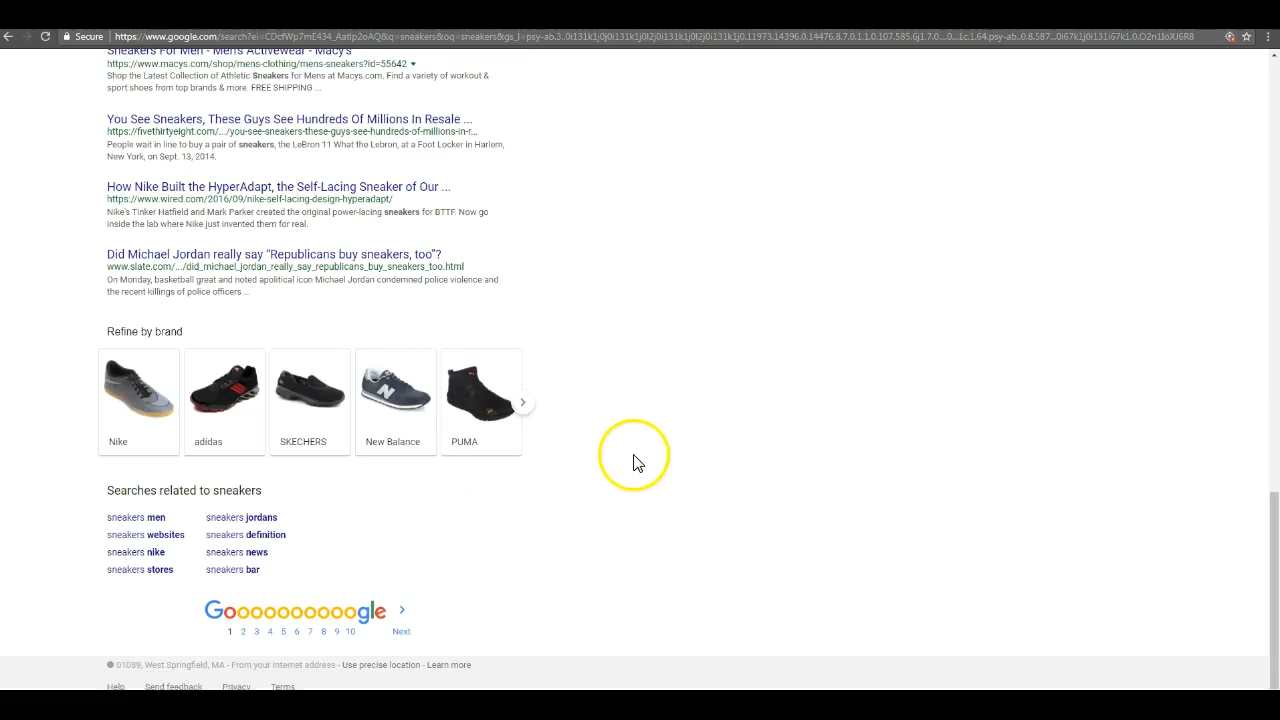 Secure
https://www.google.com/search?ei=CDcfWp7mE434_AatIp2oAQ&q=sneakers&oq=sneakers&gs_l=psy-ab.3...
Sneakers For Men - Men's Activewear - Macy's
https://www.macys.com/shop/mens-clothing/mens-sneakers?id=55642
Shop the Latest Collection of Athletic Sneakers for Mens at Macys.com. Find a variety of workout &
sport shoes from top brands & more. FREE SHIPPING ...
You See Sneakers, These Guys See Hundreds Of Millions In Resale ...
https://fivethirtyeight.com/.../you-see-sneakers-these-guys-see-hundreds-of-millions-in-r...
People wait in line to buy a pair of sneakers, the LeBron 11 What the Lebron, at a Foot Locker in Harlem,
New York, on Sept. 13, 2014.
How Nike Built the HyperAdapt, the Self-Lacing Sneaker of Our ...
https://www.wired.com/2016/09/nike-self-lacing-design-hyperadapt/
Nike's Tinker Hatfield and Mark Parker created the original power-lacing sneakers for BTTF. Now go
inside the lab where Nike just invented them for real.
Did Michael Jordan really say “Republicans buy sneakers, too”?
www.slate.com/.../did_michael_jordan_really_say_republicans_buy_sneakers_too.html
On Monday, basketball great and noted apolitical icon Michael Jordan condemned police violence and
the recent killings of police officers ...
Refine by brand
Nike adidas SKECHERS New Balance PUMA
Searches related to sneakers
sneakers men sneakers jordans
sneakers websites sneakers definition
sneakers nike sneakers news
sneakers stores sneakers bar
Goooooooooogle
1 2 3 4 5 6 7 8 9 10 Next
01089, West Springfield, MA - From your Internet address - Use precise location - Learn more
Help Send feedback Privacy Terms